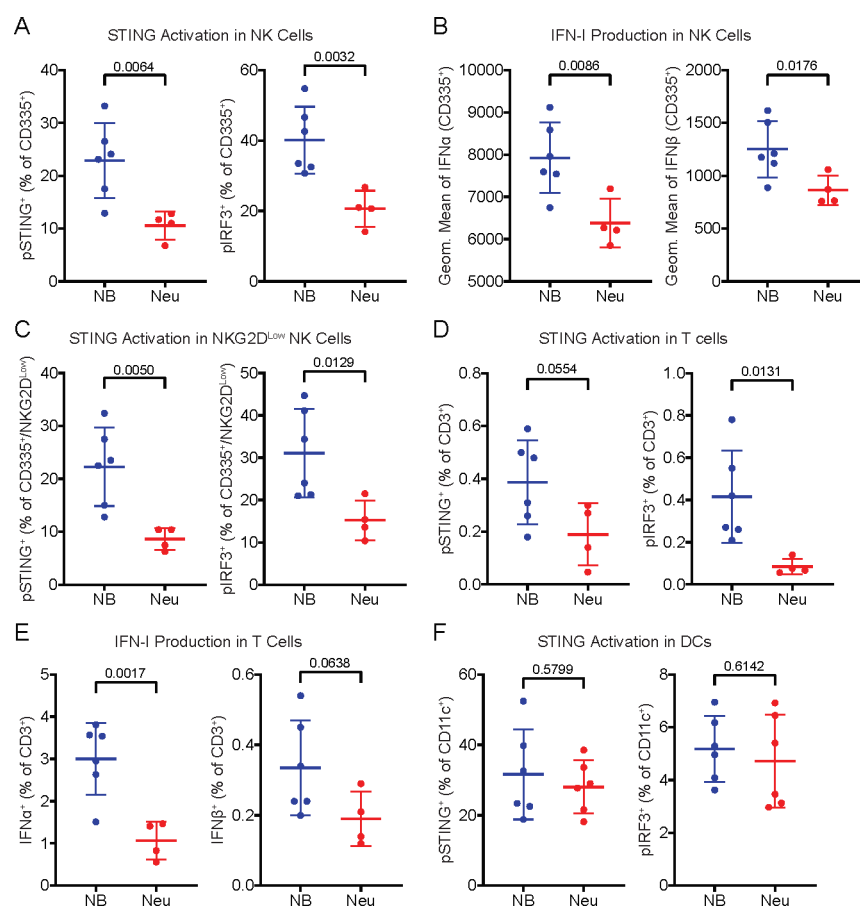 A
STING Activation in NK Cells
pSTING⁺ (% of CD335⁺)
40
30
20
10
0
0.0064
NB Neu
pIRF3⁺ (% of CD335⁺)
60
40
20
0
0.0032
NB Neu
B
IFN-I Production in NK Cells
Geom. Mean of IFNα (CD335⁺)
10000
9000
8000
7000
6000
5000
0.0086
NB Neu
Geom. Mean of IFNβ (CD335⁺)
2000
1500
1000
500
0
0.0176
NB Neu
C
STING Activation in NKG2DLow NK Cells
pSTING⁺ (% of CD335⁺/NKG2DLow)
40
30
20
10
0
0.0050
NB Neu
pIRF3⁺ (% of CD335⁺/NKG2DLow)
50
40
30
20
10
0
0.0129
NB Neu
D
STING Activation in T cells
pSTING⁺ (% of CD3⁺)
0.8
0.6
0.4
0.2
0.0
0.0554
NB Neu
pIRF3⁺ (% of CD3⁺)
1.0
0.8
0.6
0.4
0.2
0.0
0.0131
NB Neu
E
IFN-I Production in T Cells
IFNα⁺ (% of CD3⁺)
5
4
3
2
1
0
0.0017
NB Neu
IFNβ⁺ (% of CD3⁺)
0.6
0.4
0.2
0.0
0.0638
NB Neu
F
STING Activation in DCs
pSTING⁺ (% of CD11c⁺)
60
40
20
0
0.5799
NB Neu
pIRF3⁺ (% of CD11c⁺)
8
6
4
2
0
0.6142
NB Neu